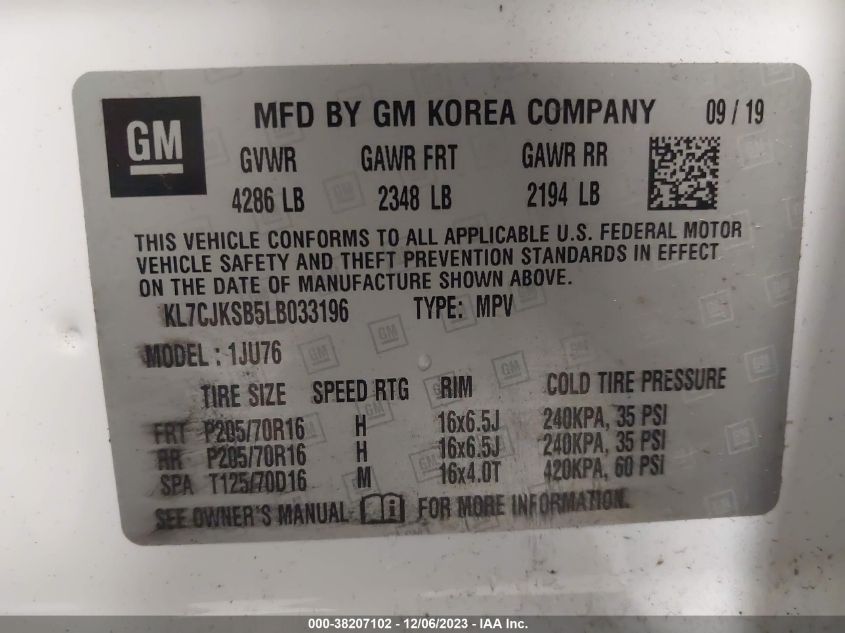 GM
MFD BY GM KOREA COMPANY 09 / 19
GVWR GAWR FRT GAWR RR
4286 LB 2348 LB 2194 LB
THIS VEHICLE CONFORMS TO ALL APPLICABLE U.S. FEDERAL MOTOR
VEHICLE SAFETY AND THEFT PREVENTION STANDARDS IN EFFECT
ON THE DATE OF MANUFACTURE SHOWN ABOVE.
KL7CJKSB5LB033196 TYPE: MPV
MODEL : 1JU76
TIRE SIZE SPEED RTG RIM COLD TIRE PRESSURE
FRT P205/70R16 H 16x6.5J 240KPA, 35 PSI
RR P205/70R16 H 16x6.5J 240KPA, 35 PSI
SPA T125/70D16 M 16x4.0T 420KPA, 60 PSI
SEE OWNER'S MANUAL FOR MORE INFORMATION.
000-38207102 - 12/06/2023 - IAA Inc.